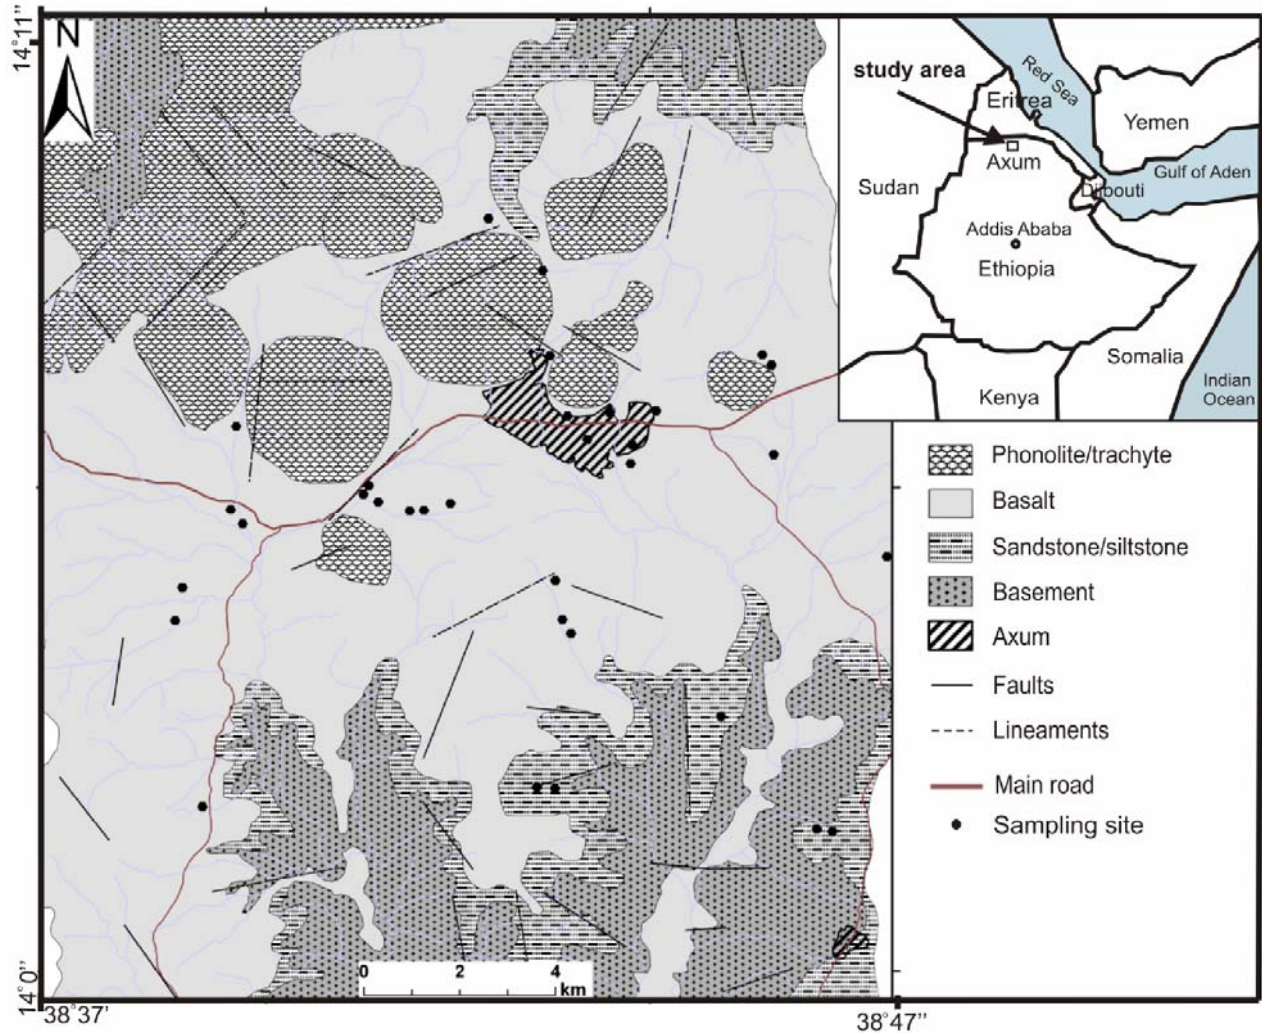 14°11''
N
study area
Red Sea
Eritrea
Yemen
Axum
Gulf of Aden
Sudan
Djibouti
Addis Ababa
Ethiopia
Somalia
Kenya
Indian
Ocean
Phonolite/trachyte
Basalt
Sandstone/siltstone
Basement
Axum
Faults
Lineaments
Main road
Sampling site
0 2 4
km
14°0''
38°37'
38°47'